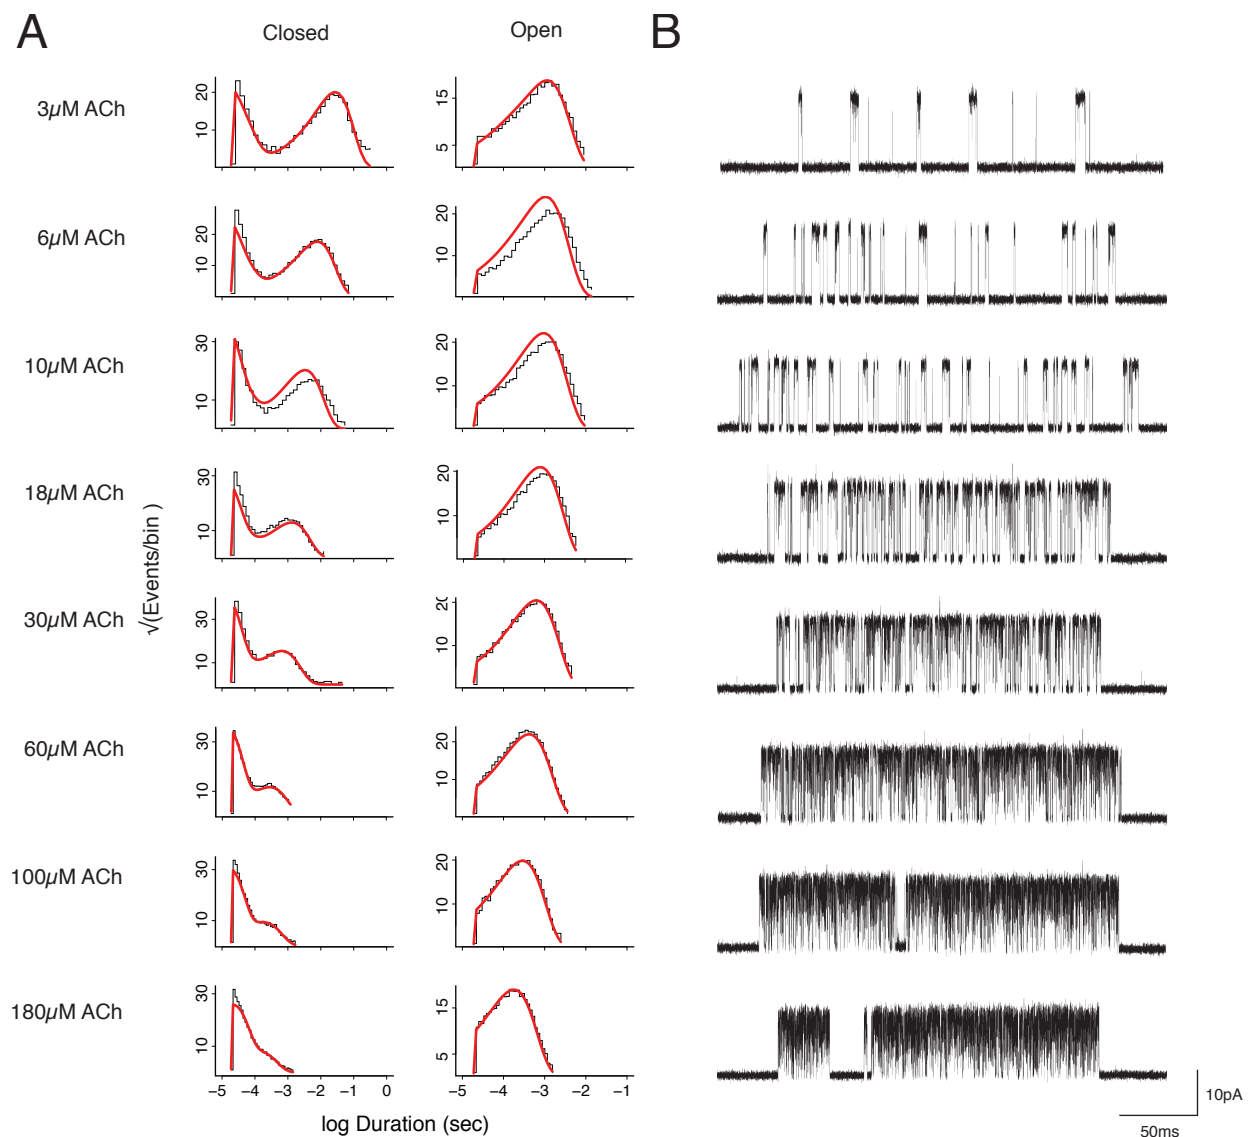 A
B
Closed
Open
3µM ACh
20
10
15
5
6µM ACh
20
10
20
10
10µM ACh
30
10
20
10
18µM ACh
30
10
20
10
√(Events/bin)
30µM ACh
30
10
20
10
60µM ACh
30
10
20
10
100µM ACh
30
10
20
10
180µM ACh
30
10
15
5
−5 −4 −3 −2 −1 0
−5 −4 −3 −2 −1
log Duration (sec)
10pA
50ms